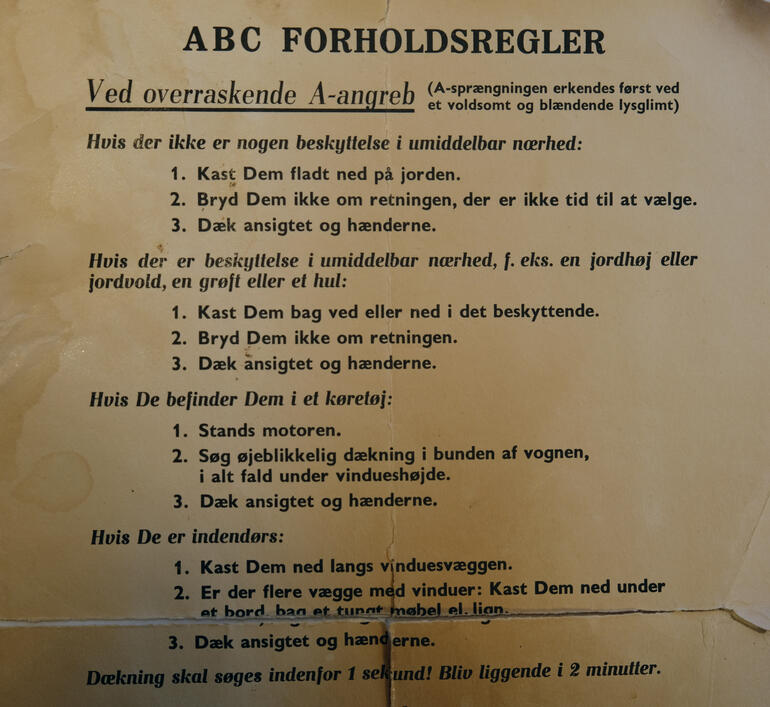 ABC FORHOLDSREGLER
Ved overraskende A-angreb (A-sprængningen erkendes først ved
et voldsomt og blændende lysglimt)
Hvis der ikke er nogen beskyttelse i umiddelbar nærhed:
1. Kast Dem fladt ned på jorden.
2. Bryd Dem ikke om retningen, der er ikke tid til at vælge.
3. Dæk ansigtet og hænderne.
Hvis der er beskyttelse i umiddelbar nærhed, f. eks. en jordhøj eller
jordvold, en grøft eller et hul:
1. Kast Dem bag ved eller ned i det beskyttende.
2. Bryd Dem ikke om retningen.
3. Dæk ansigtet og hænderne.
Hvis De befinder Dem i et køretøj:
1. Stands motoren.
2. Søg øjeblikkelig dækning i bunden af vognen,
i alt fald under vindueshøjde.
3. Dæk ansigtet og hænderne.
Hvis De er indendørs:
1. Kast Dem ned langs vinduesvæggen.
2. Er der flere vægge med vinduer: Kast Dem ned under
et bord, bag et tungt møbel el. lign.
3. Dæk ansigtet og hænderne.
Dækning skal søges indenfor 1 sekund! Bliv liggende i 2 minutter.